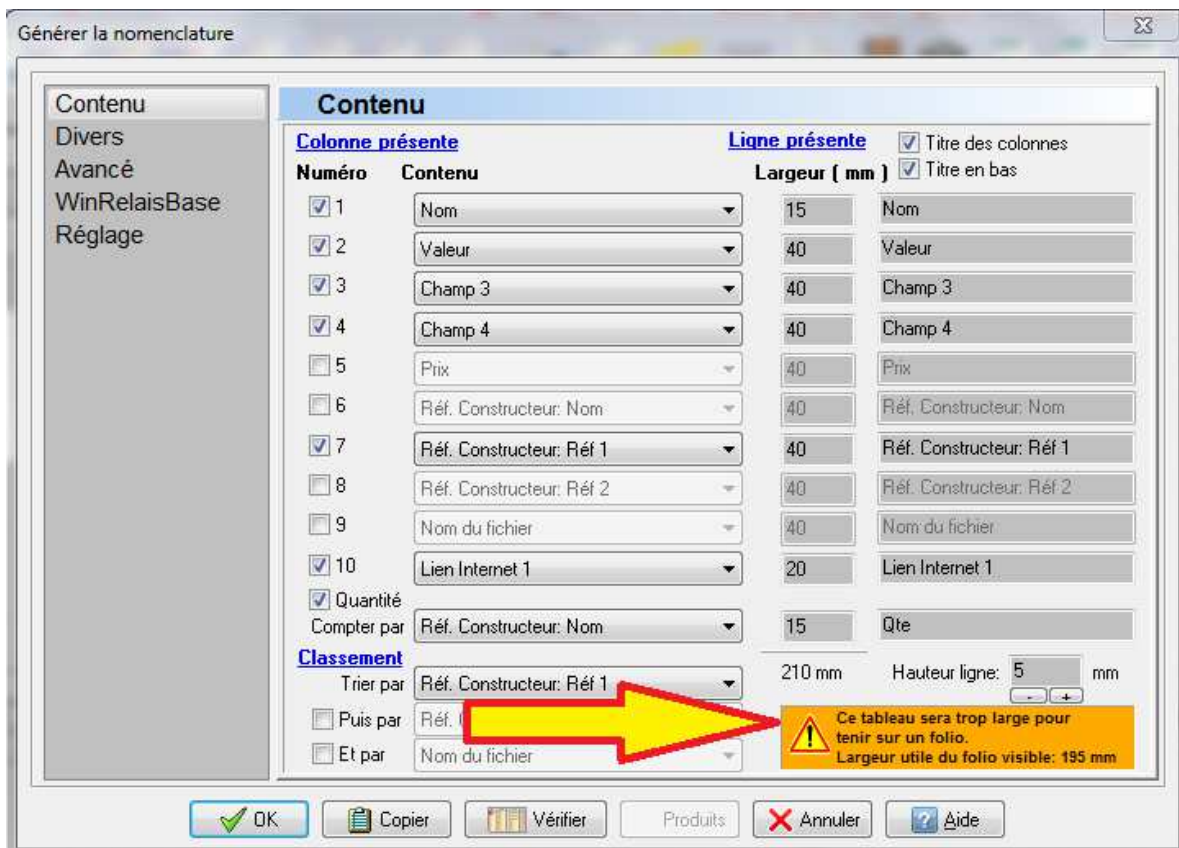 Générer la nomenclature
Contenu
Divers
Avancé
WinRelaisBase
Réglage
Contenu
Colonne présente Ligne présente Titre des colonnes
Numéro Contenu Largeur ( mm ) Titre en bas
1 Nom 15 Nom
2 Valeur 40 Valeur
3 Champ 3 40 Champ 3
4 Champ 4 40 Champ 4
5 Prix 40 Prix
6 Réf. Constructeur: Nom 40 Réf. Constructeur: Nom
7 Réf. Constructeur: Réf 1 40 Réf. Constructeur: Réf 1
8 Réf. Constructeur: Réf 2 40 Réf. Constructeur: Réf 2
9 Nom du fichier 40 Nom du fichier
10 Lien Internet 1 20 Lien Internet 1
Quantité
Compter par Réf. Constructeur: Nom 15 Qte
Classement
Trier par Réf. Constructeur: Réf 1 210 mm Hauteur ligne: 5 mm
- +
Puis par Réf.
Et par Nom du fichier
Ce tableau sera trop large pour
tenir sur un folio.
Largeur utile du folio visible: 195 mm
OK Copier Vérifier Produits Annuler Aide